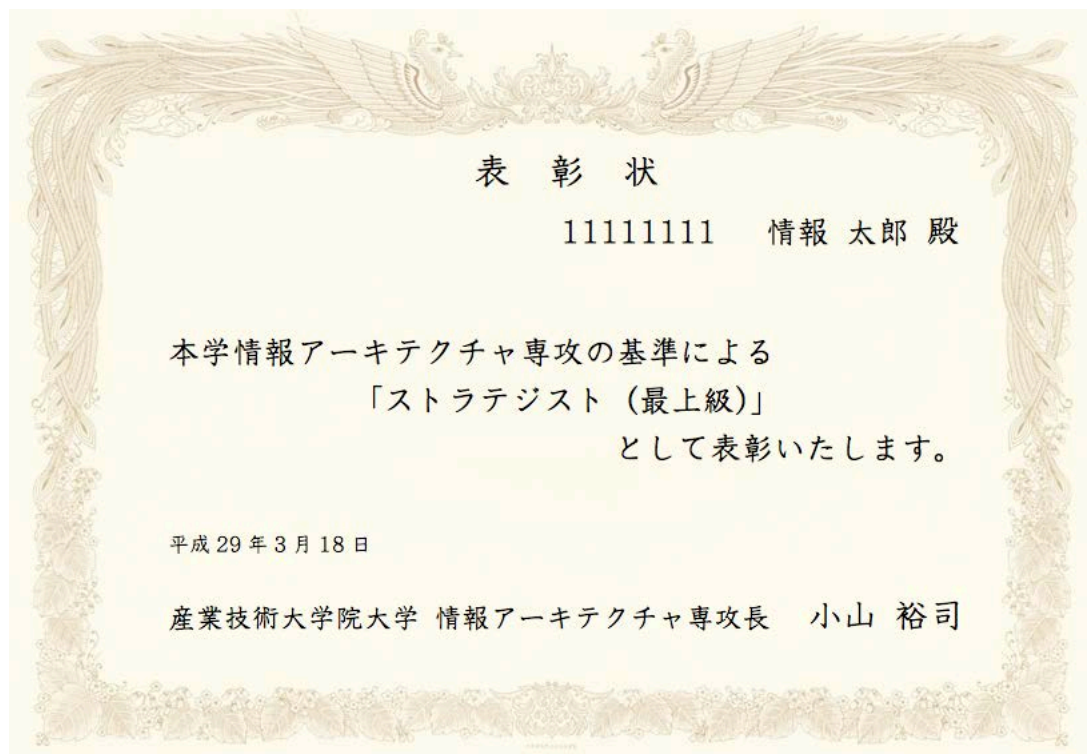 表 彰 状
11111111 情報 太郎 殿
本学情報アーキテクチャ専攻の基準による
「ストラテジスト（最上級)」
として表彰いたします。
平成 29 年 3 月 18 日
産業技術大学院大学 情報アーキテクチャ専攻長 小山 裕司